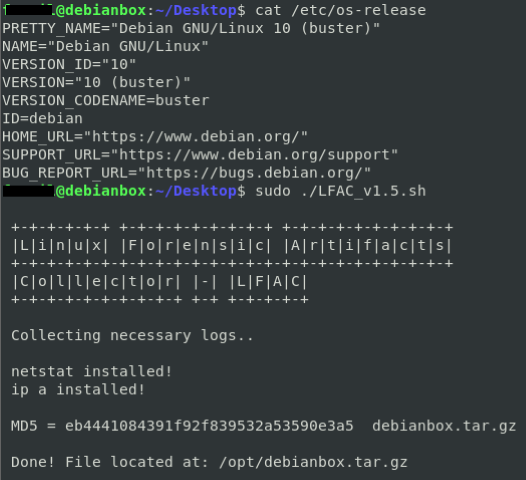 @debianbox:~/Desktop$ cat /etc/os-release
PRETTY_NAME="Debian GNU/Linux 10 (buster)"
NAME="Debian GNU/Linux"
VERSION_ID="10"
VERSION="10 (buster)"
VERSION_CODENAME=buster
ID=debian
HOME_URL="https://www.debian.org/"
SUPPORT_URL="https://www.debian.org/support"
BUG_REPORT_URL="https://bugs.debian.org/"
@debianbox:~/Desktop$ sudo ./LFAC_v1.5.sh
+-+-+-+-+-+ +-+-+-+-+-+-+-+-+ +-+-+-+-+-+-+-+-+-+
|L|i|n|u|x| |F|o|r|e|n|s|i|c| |A|r|t|i|f|a|c|t|s|
+-+-+-+-+-+-+-+-+-+-+-+-+-+-+-+-+-+-+-+-+-+-+-+-+
|C|o|l|l|e|c|t|o|r| |-| |L|F|A|C|
+-+-+-+-+-+-+-+-+-+ +-+ +-+-+-+-+
Collecting necessary logs..
netstat installed!
ip a installed!
MD5 = eb4441084391f92f839532a53590e3a5  debianbox.tar.gz
Done! File located at: /opt/debianbox.tar.gz